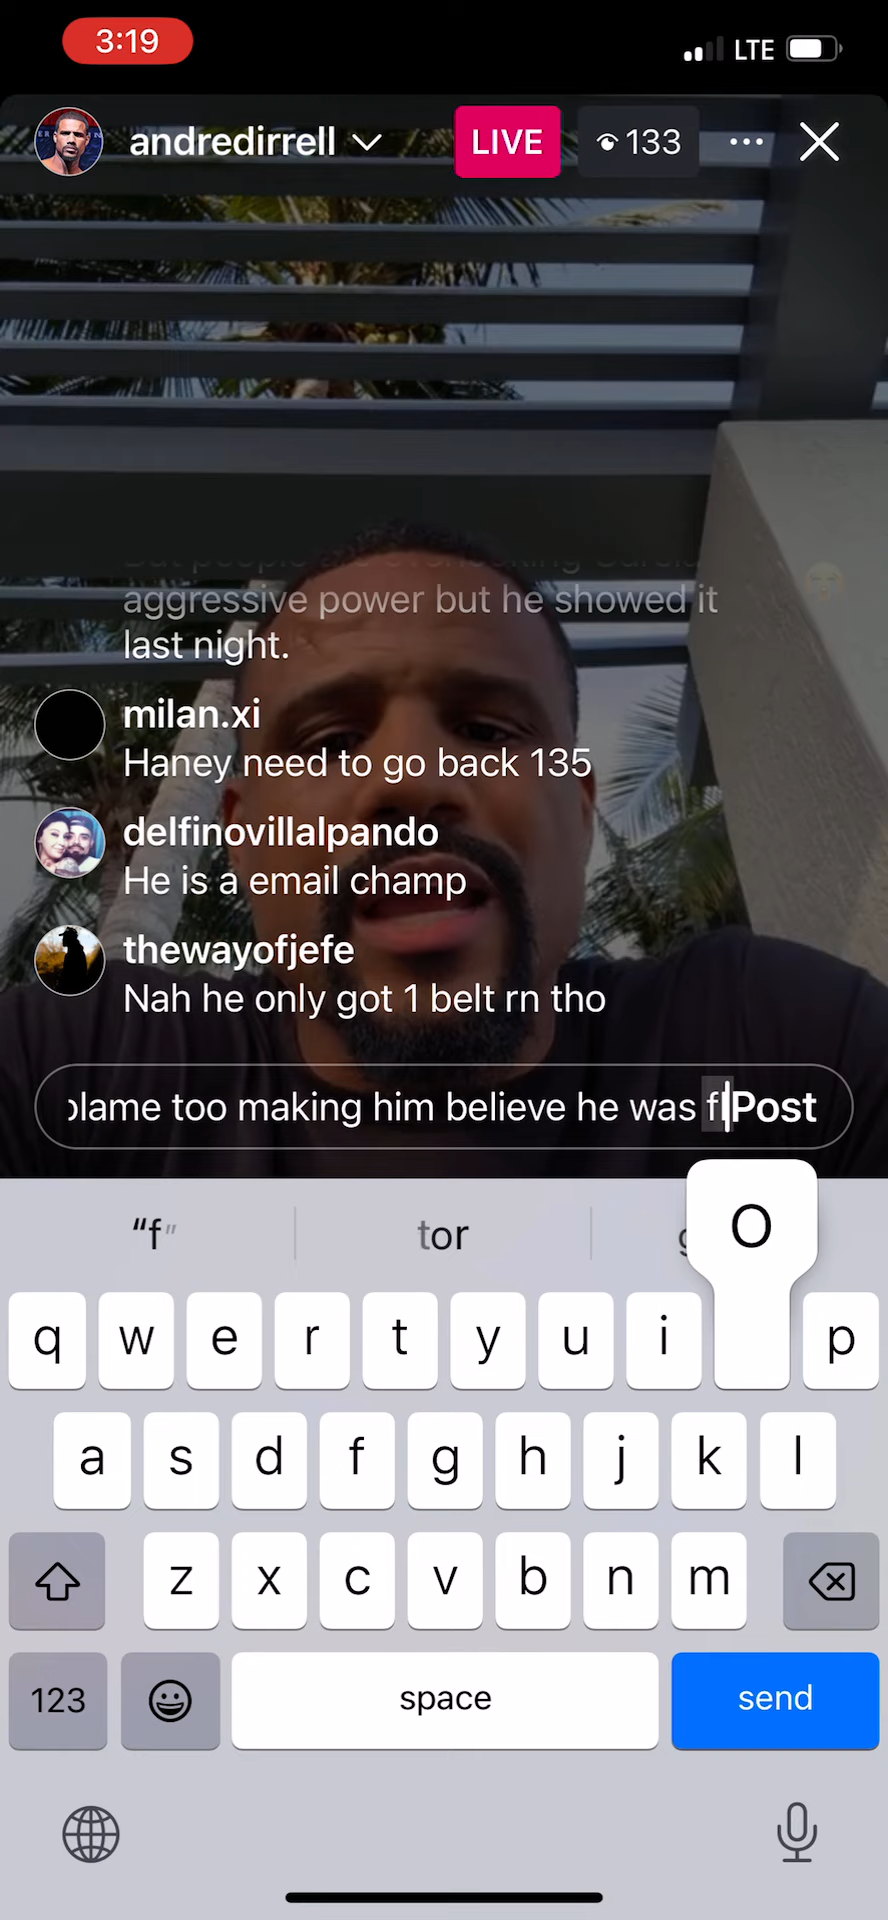 3:19
LTE
andredirrell
LIVE
133
aggressive power but he showed it
last night.
milan.xi
Haney need to go back 135
delfinovillalpando
He is a email champ
thewayofjefe
Nah he only got 1 belt rn tho
blame too making him believe he was f
Post
“f”
tor
O
q w e r t y u i p
a s d f g h j k l
z x c v b n m
123
space
send